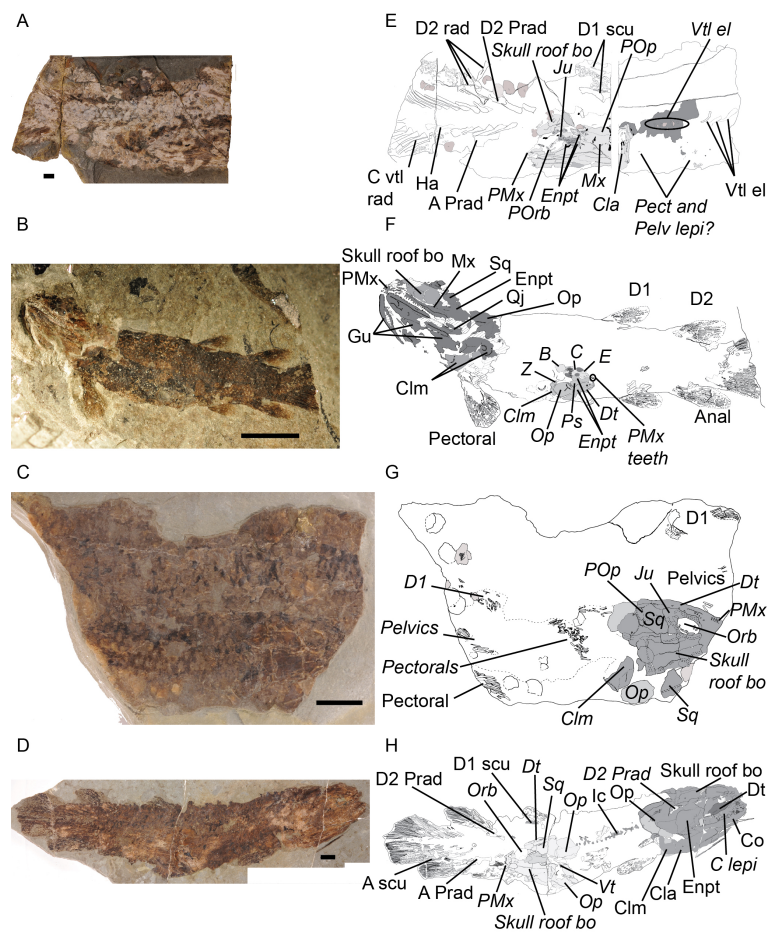 A
E
D2 rad
D2 Prad
D1 scu
Vtl el
Skull roof bo
POp
Ju
C vtl
rad
Ha
A Prad
PMx
POrb
Enpt
Mx
Cla
Pect and
Pelv lepi?
Vtl el
B
F
Skull roof bo
Mx
Sq
PMx
Enpt
Qj
Op
D1
D2
Gu
Clm
B
C
E
Z
Clm
Op
Ps
Enpt
Dt
PMx
teeth
Anal
Pectoral
C
G
D1
POp
Ju
Pelvics
Dt
D1
Sq
PMx
Pelvics
Orb
Pectorals
Skull
roof bo
Pectoral
Clm
Op
Sq
D
H
D1 scu
Dt
D2 Prad
Skull roof bo
D2 Prad
Orb
Sq
Op
Ic
Op
Dt
Co
C lepi
A scu
A Prad
PMx
Vt
Op
Enpt
Cla
Clm
Skull roof bo